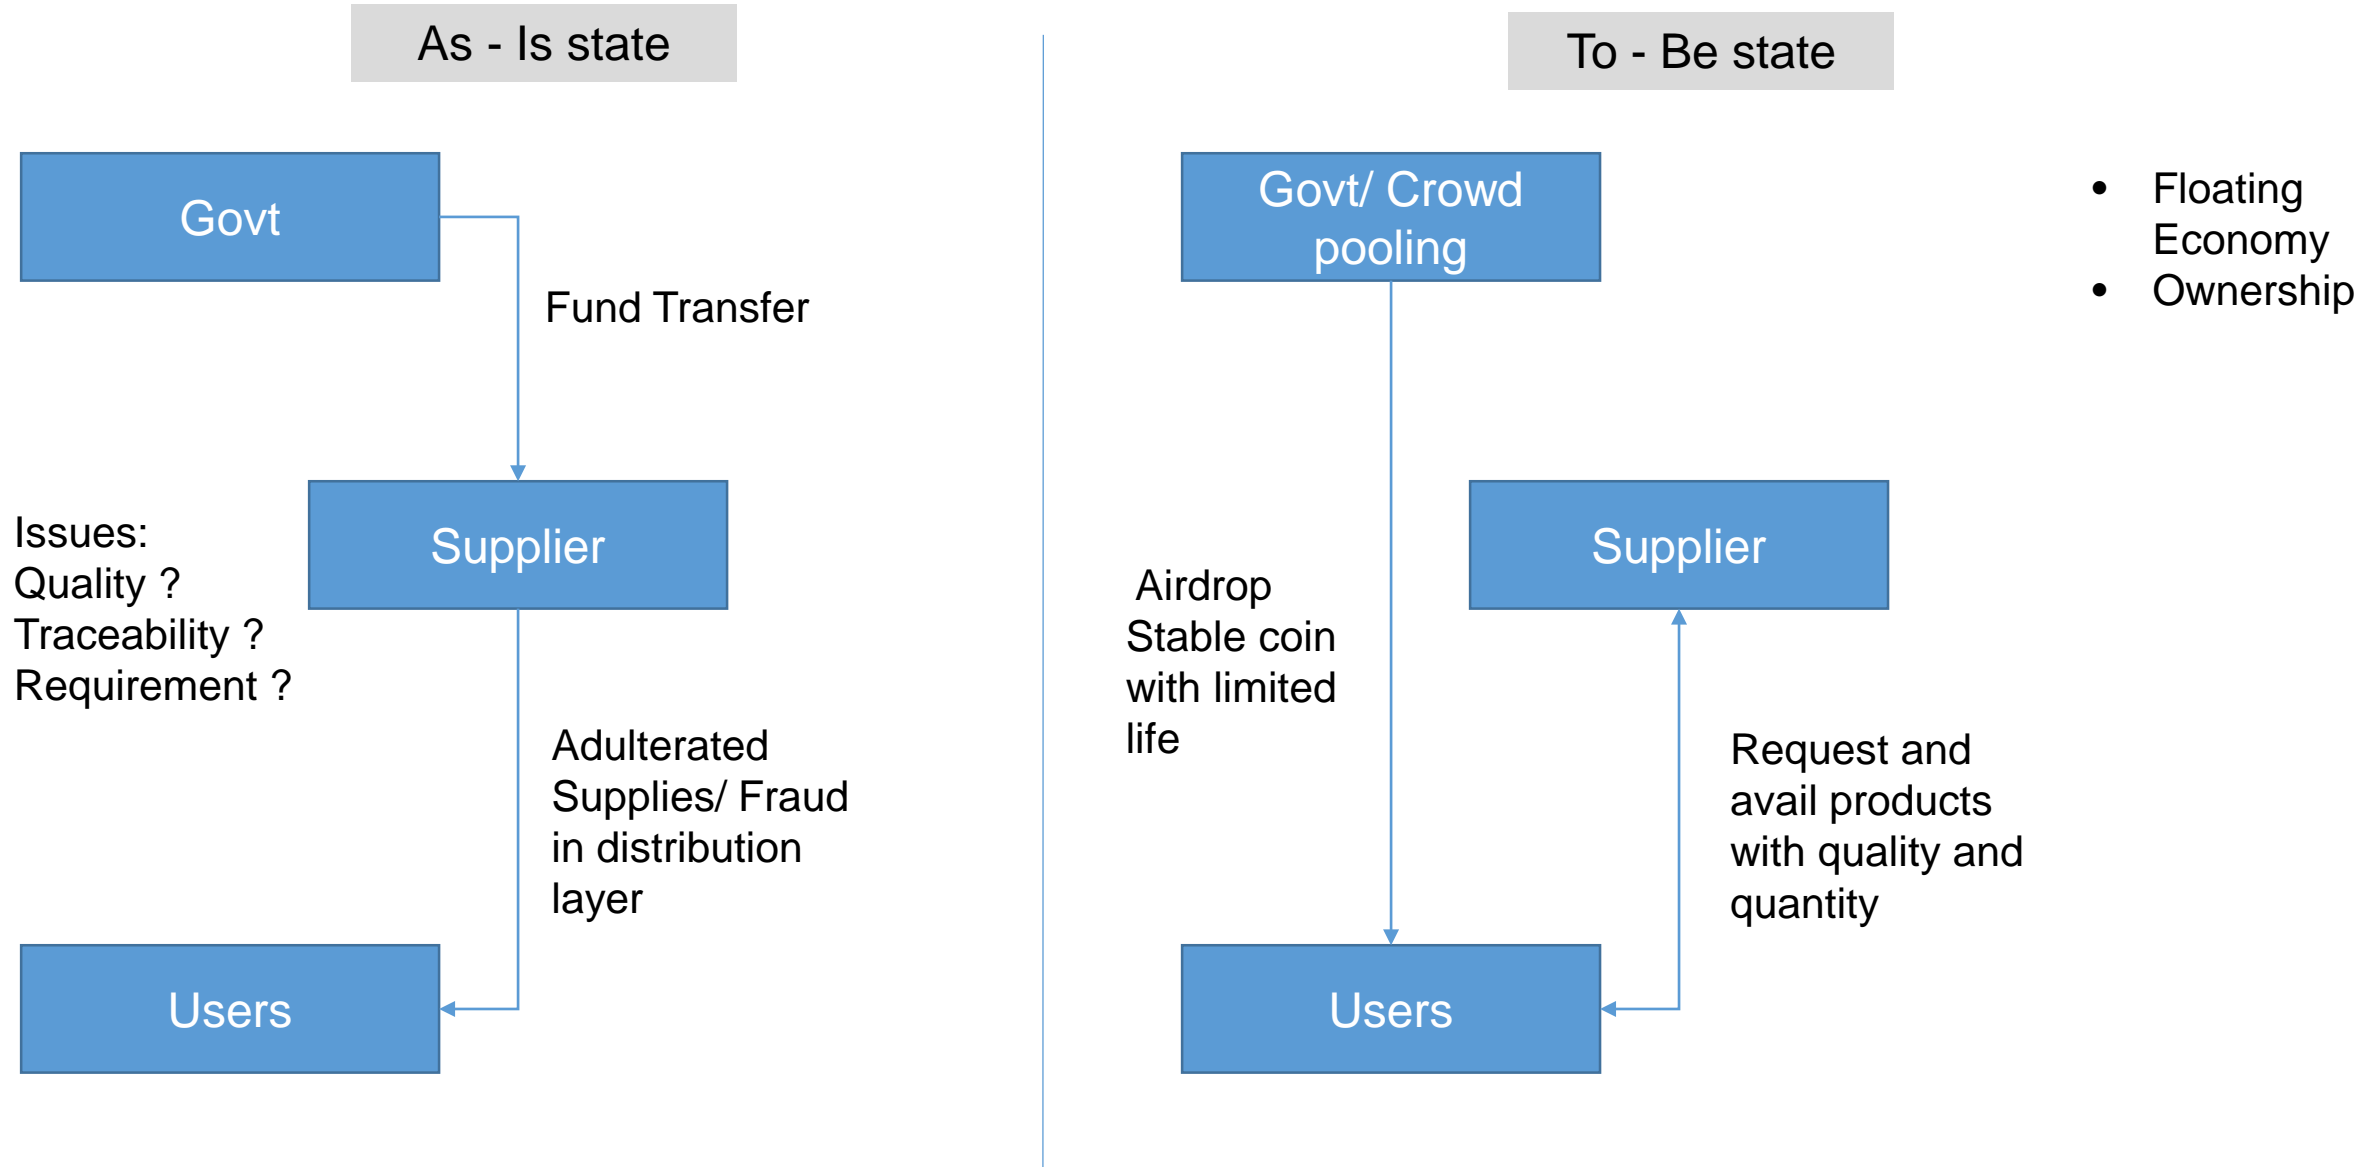 As - Is state
Govt
Fund Transfer
Supplier
Issues:
Quality ?
Traceability ?
Requirement ?
Adulterated
Supplies/ Fraud
in distribution
layer
Users
To - Be state
Govt/ Crowd
pooling
• Floating
Economy
• Ownership
Supplier
Airdrop
Stable coin
with limited
life
Request and
avail products
with quality and
quantity
Users